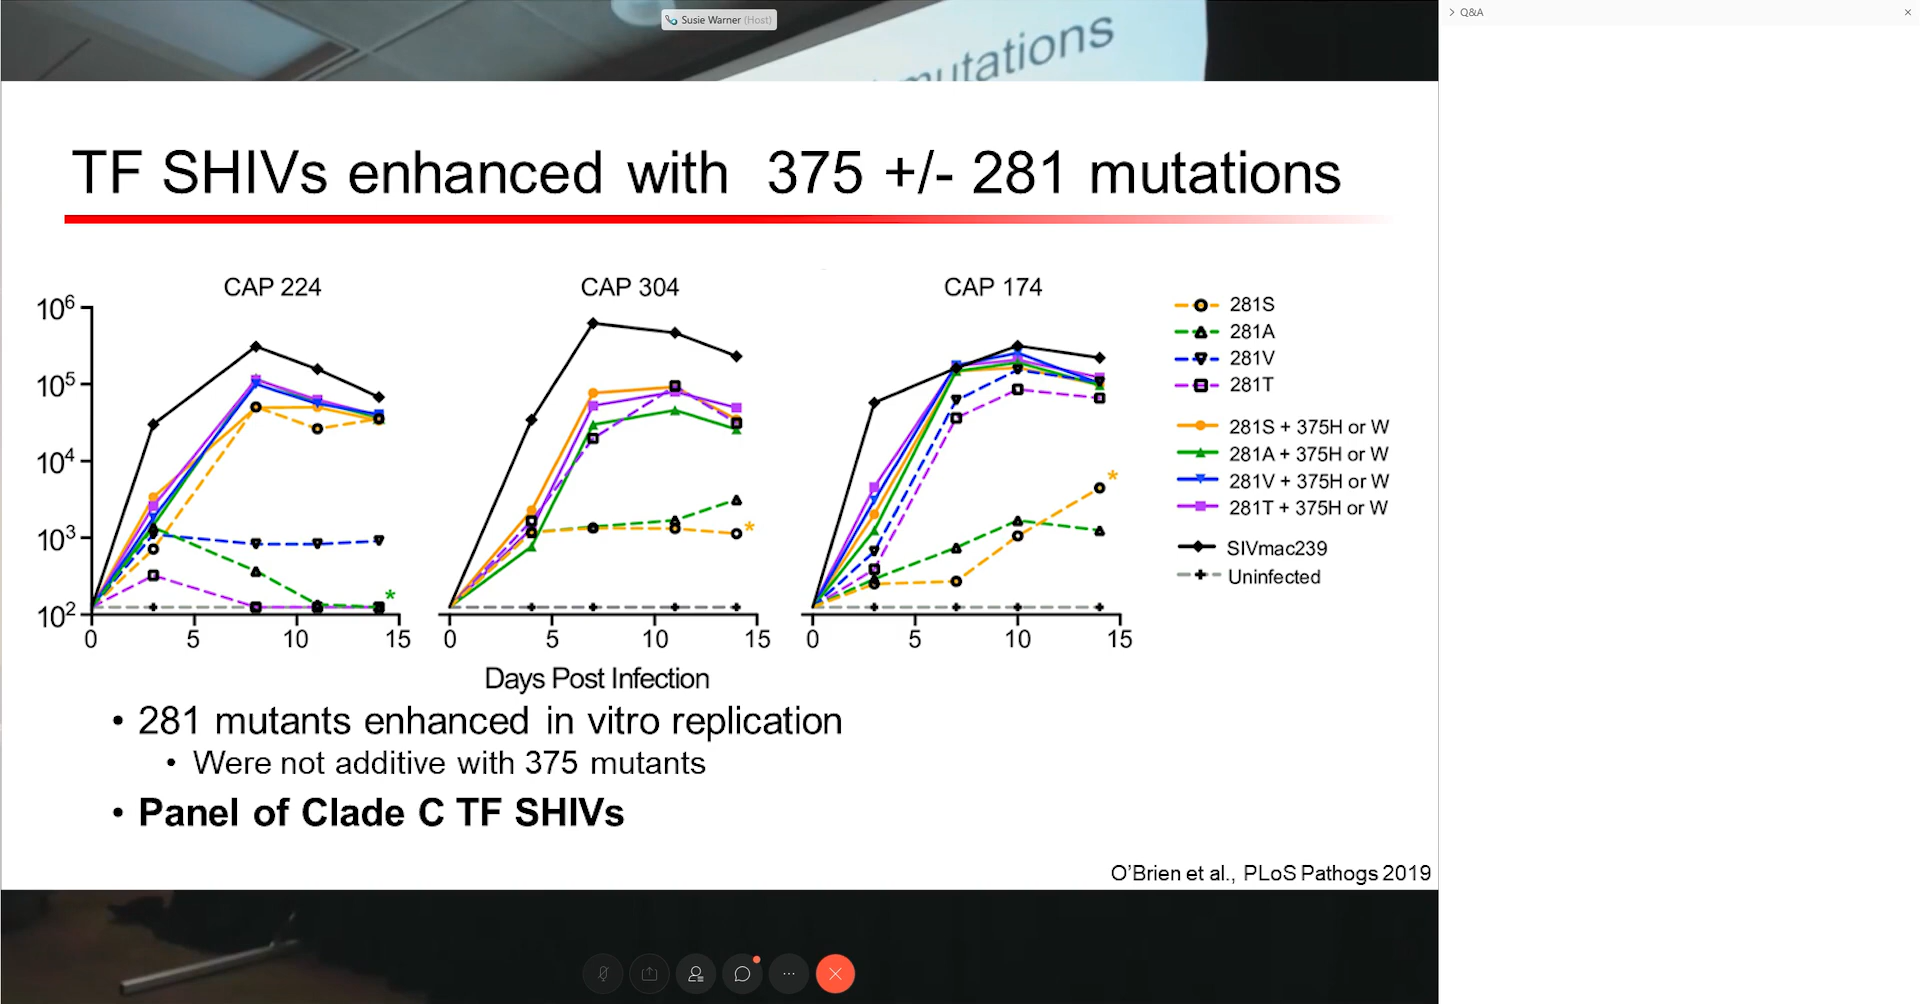 Susie Warner (Host)
Q&A
mutations
TF SHIVs enhanced with 375 +/- 281 mutations
CAP 224
CAP 304
CAP 174
10^6
10^5
10^4
10^3
10^2
0 5 10 15
0 5 10 15
0 5 10 15
Days Post Infection
281S
281A
281V
281T
281S + 375H or W
281A + 375H or W
281V + 375H or W
281T + 375H or W
SIVmac239
Uninfected
*
*
*
• 281 mutants enhanced in vitro replication
• Were not additive with 375 mutants
• Panel of Clade C TF SHIVs
O'Brien et al., PLoS Pathogs 2019